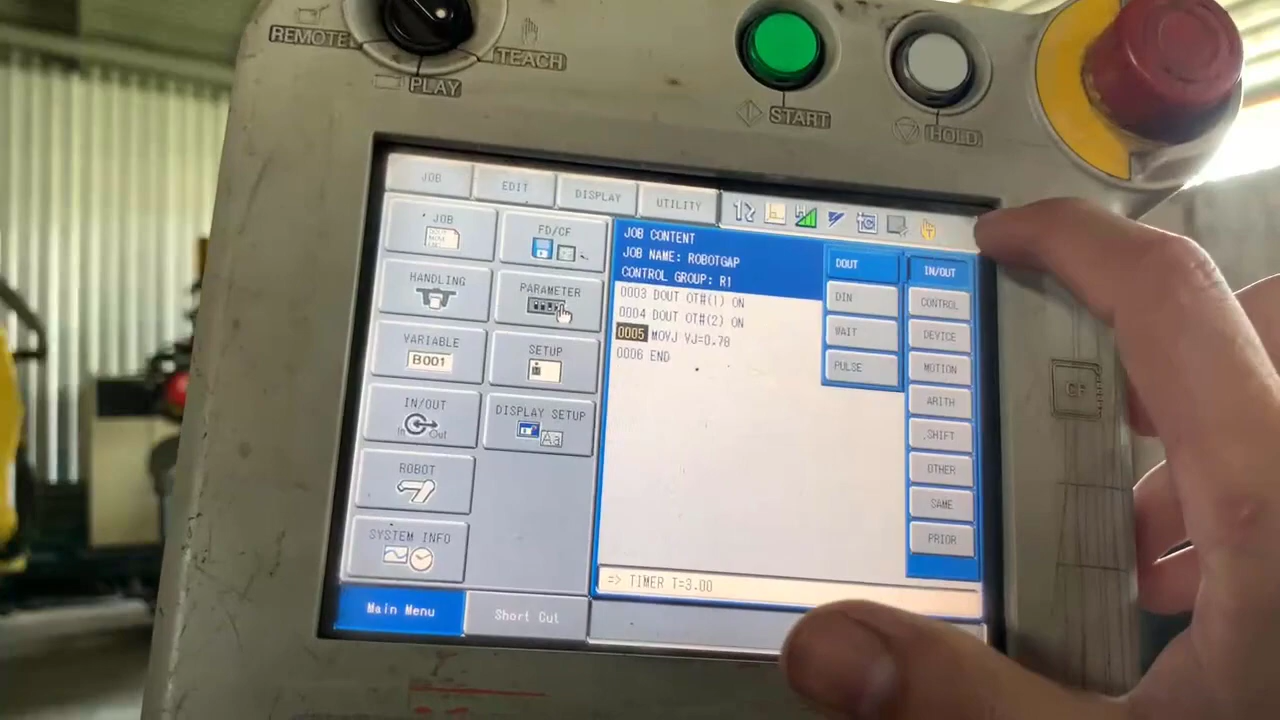 REMOTE
TEACH
PLAY
START
HOLD
JOB
EDIT
DISPLAY
UTILITY
JOB
FD/CF
HANDLING
PARAMETER
VARIABLE
B001
SETUP
IN/OUT
In Out
DISPLAY SETUP
ROBOT
SYSTEM INFO
Main Menu
Short Cut
JOB CONTENT
JOB NAME: ROBOTGAP
CONTROL GROUP: R1
0003 DOUT OT#(1) ON
0004 DOUT OT#(2) ON
0005 MOVJ VJ=0.78
0006 END
DOUT
DIN
WAIT
PULSE
IN/OUT
CONTROL
DEVICE
MOTION
ARITH
SHIFT
OTHER
SAME
PRIOR
=> TIMER T=3.00
CF